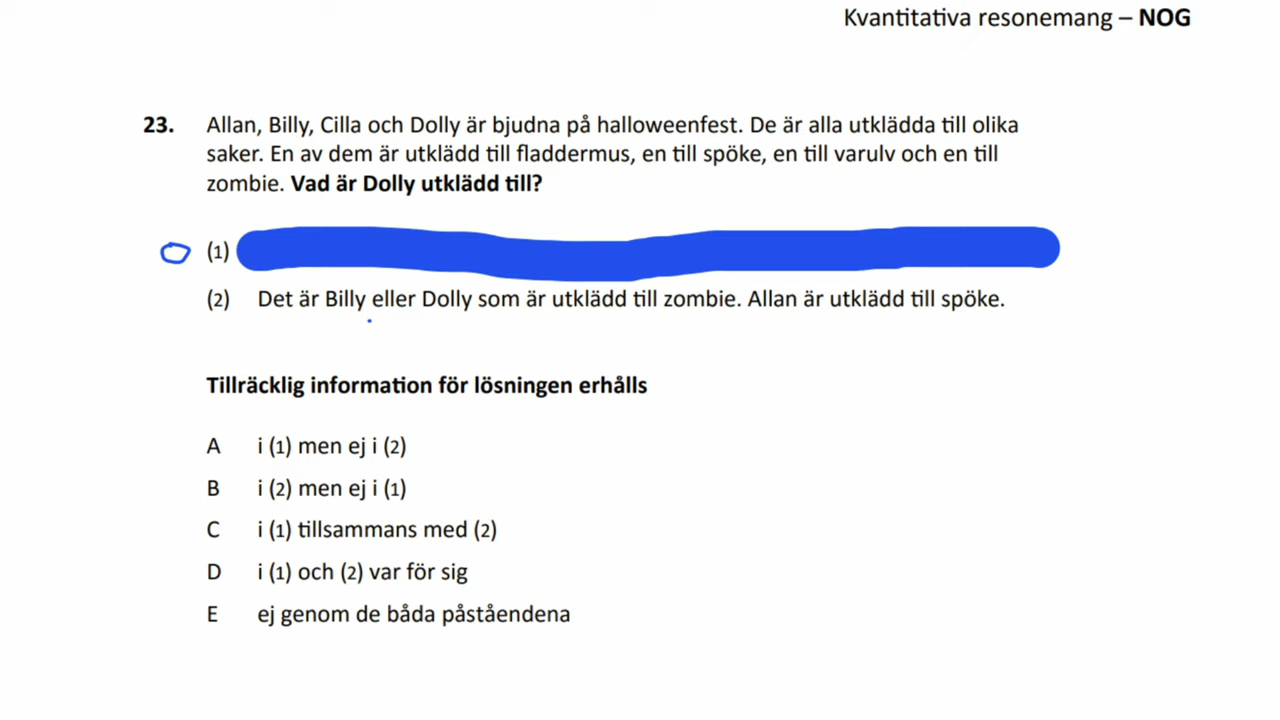 Kvantitativa resonemang – NOG
23. Allan, Billy, Cilla och Dolly är bjudna på halloweenfest. De är alla utklädda till olika
saker. En av dem är utklädd till fladdermus, en till spöke, en till varulv och en till
zombie. Vad är Dolly utklädd till?
(1)
(2) Det är Billy eller Dolly som är utklädd till zombie. Allan är utklädd till spöke.
Tillräcklig information för lösningen erhålls
A i (1) men ej i (2)
B i (2) men ej i (1)
C i (1) tillsammans med (2)
D i (1) och (2) var för sig
E ej genom de båda påståendena